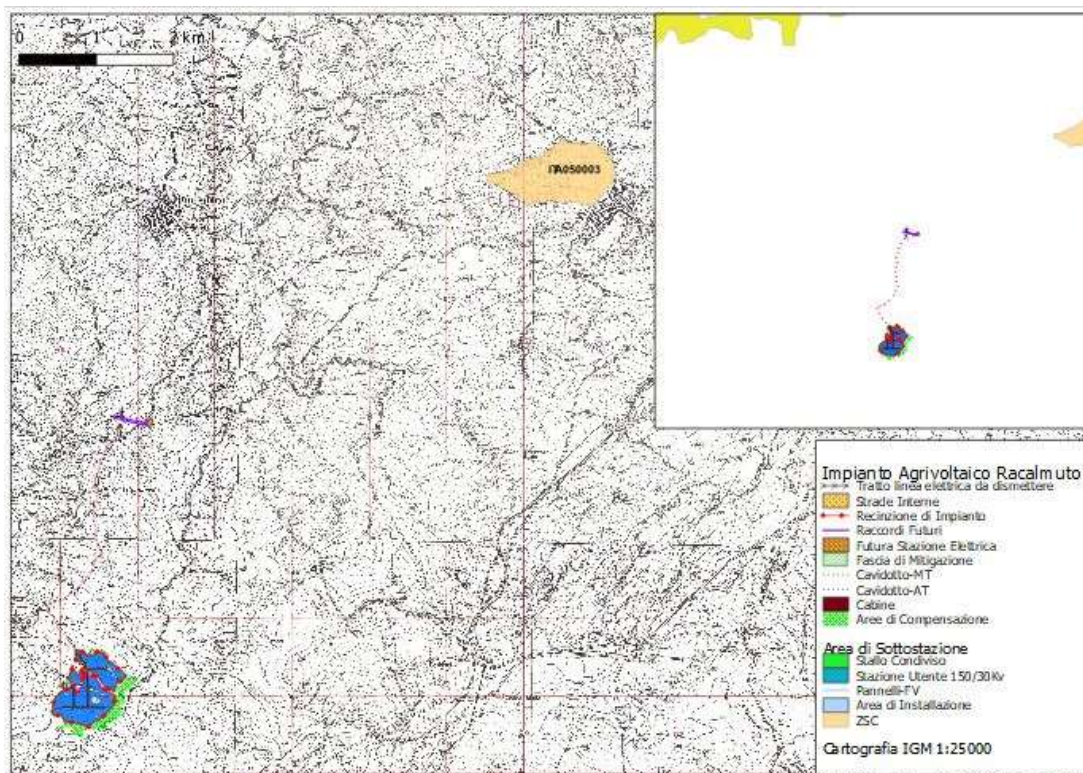 0 1 2 km
ITA050003
Impianto Agrivoltaico Racalmuto
Tratto linea elettrica da dismettere
Strade Interne
Recinzione di Impianto
Raccordi Futuri
Futura Stazione Elettrica
Fascia di Mitigazione
Cavidotto-MT
Cavidotto-AT
Cabine
Aree di Compensazione
Area di Sottostazione
Stallo Condiviso
Stazione Utente 150/30Kv
Pannelli-FV
Area di Installazione
ZSC
Cartografia IGM 1:25000